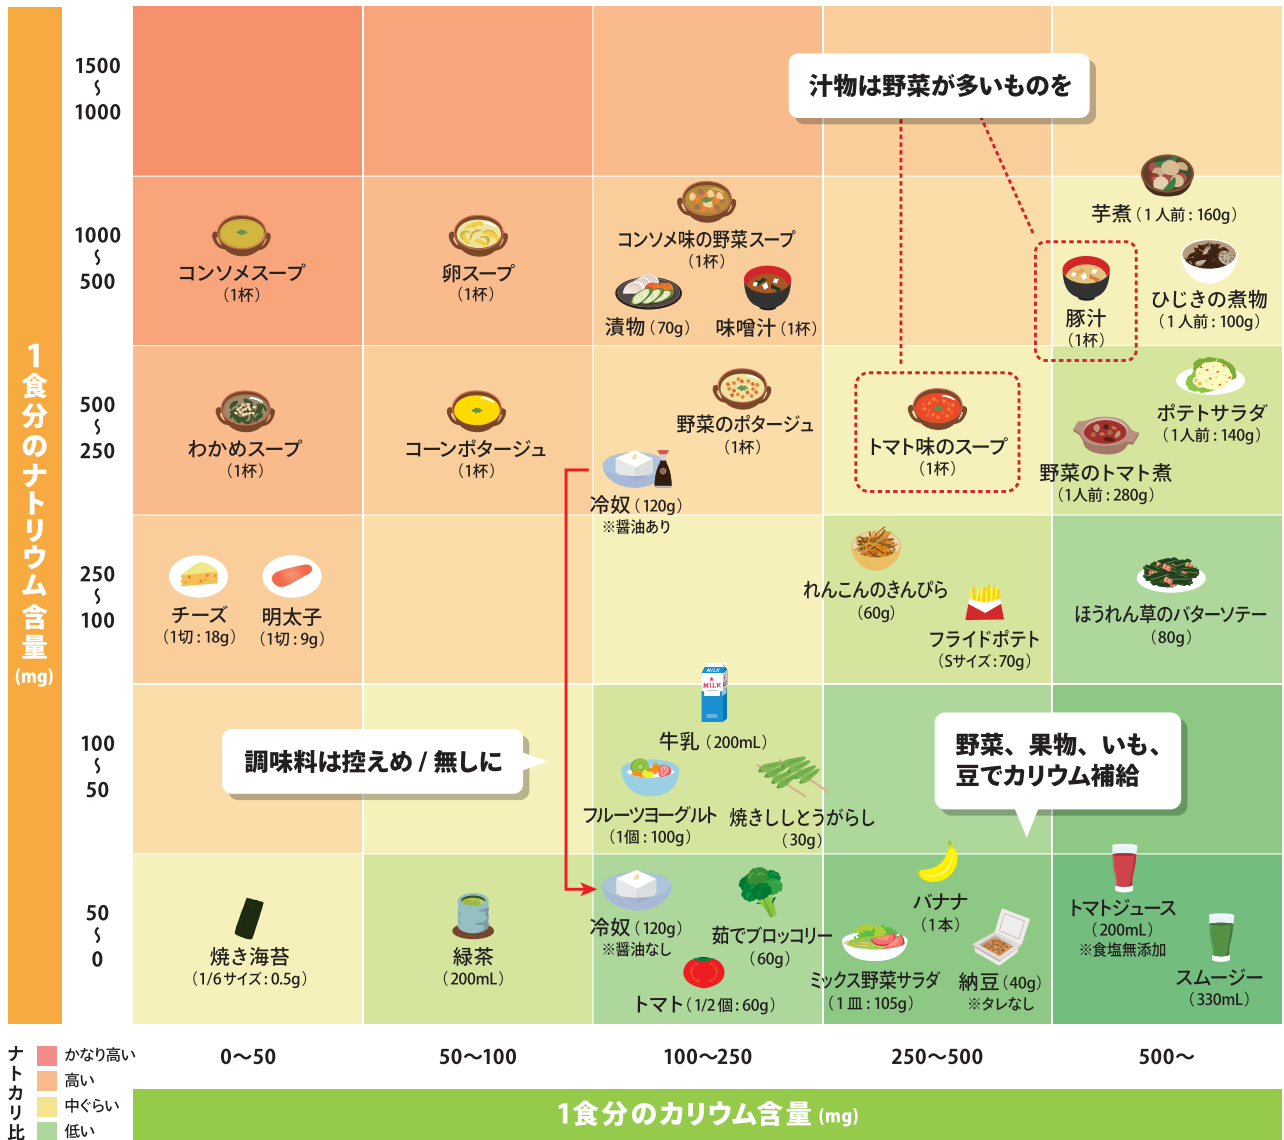 1食分のナトリウム含量
(mg)
1500
〜
1000
1000
〜
500
500
〜
250
250
〜
100
100
〜
50
50
〜
0
汁物は野菜が多いものを
コンソメスープ
（1杯）
卵スープ
（1杯）
コンソメ味の野菜スープ
（1杯）
漬物（70g）
味噌汁（1杯）
芋煮（1人前：160g）
豚汁
（1杯）
ひじきの煮物
（1人前：100g）
わかめスープ
（1杯）
コーンポタージュ
（1杯）
野菜のポタージュ
（1杯）
冷奴（120g）
※醤油あり
トマト味のスープ
（1杯）
ポテトサラダ
（1人前：140g）
野菜のトマト煮
（1人前：280g）
チーズ
（1切：18g）
明太子
（1切：9g）
れんこんのきんぴら
（60g）
フライドポテト
（Sサイズ：70g）
ほうれん草のバターソテー
（80g）
調味料は控えめ / 無しに
MILK
MILK
牛乳（200mL）
フルーツヨーグルト
（1個：100g）
焼きししとうがらし
（30g）
野菜、果物、いも、
豆でカリウム補給
焼き海苔
（1/6サイズ：0.5g）
緑茶
（200mL）
冷奴（120g）
※醤油なし
茹でブロッコリー
（60g）
トマト（1/2個：60g）
バナナ
（1本）
ミックス野菜サラダ
（1皿：105g）
納豆（40g）
※タレなし
トマトジュース
（200mL）
※食塩無添加
スムージー
（330mL）
0〜50
50〜100
100〜250
250〜500
500〜
1食分のカリウム含量 (mg)
ナトカリ比
かなり高い
高い
中ぐらい
低い